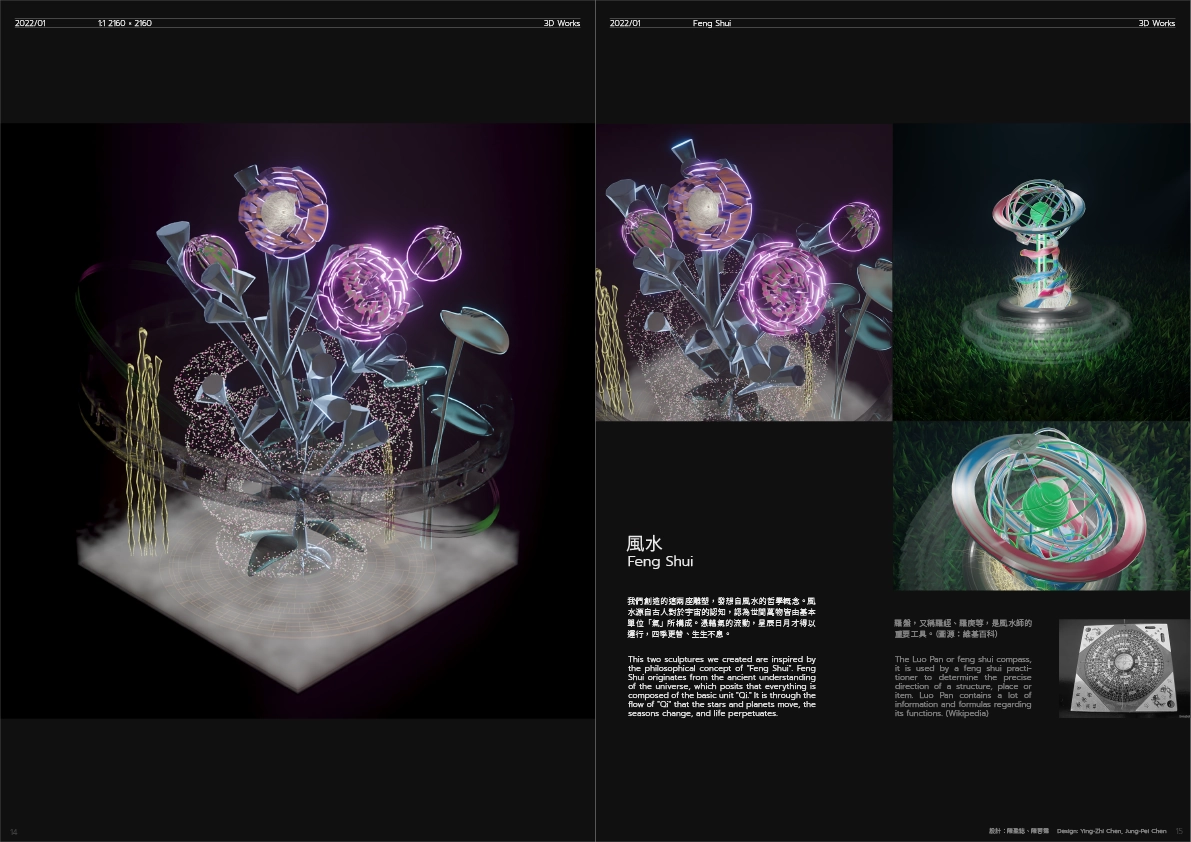 2022/01
1:1 2160 × 2160
3D Works
14
2022/01
Feng Shui
3D Works
風水
Feng Shui
我們創造的這兩座雕塑，發想自風水的哲學概念。風
水源自古人對於宇宙的認知，認為世間萬物皆由基本
單位「氣」所構成。憑藉氣的流動，星辰日月才得以
運行，四季更替、生生不息。
This two sculptures we created are inspired by
the philosophical concept of "Feng Shui". Feng
Shui originates from the ancient understanding
of the universe, which posits that everything is
composed of the basic unit "Qi." It is through the
flow of "Qi" that the stars and planets move, the
seasons change, and life perpetuates.
羅盤，又稱羅經、羅庚等，是風水師的
重要工具。（圖源：維基百科）
The Luo Pan or feng shui compass,
it is used by a feng shui practi-
tioner to determine the precise
direction of a structure, place or
item. Luo Pan contains a lot of
information and formulas regarding
its functions. (Wikipedia)
設計：陳
Design: Ying-Zhi Chen, Jung-Pei Chen
15